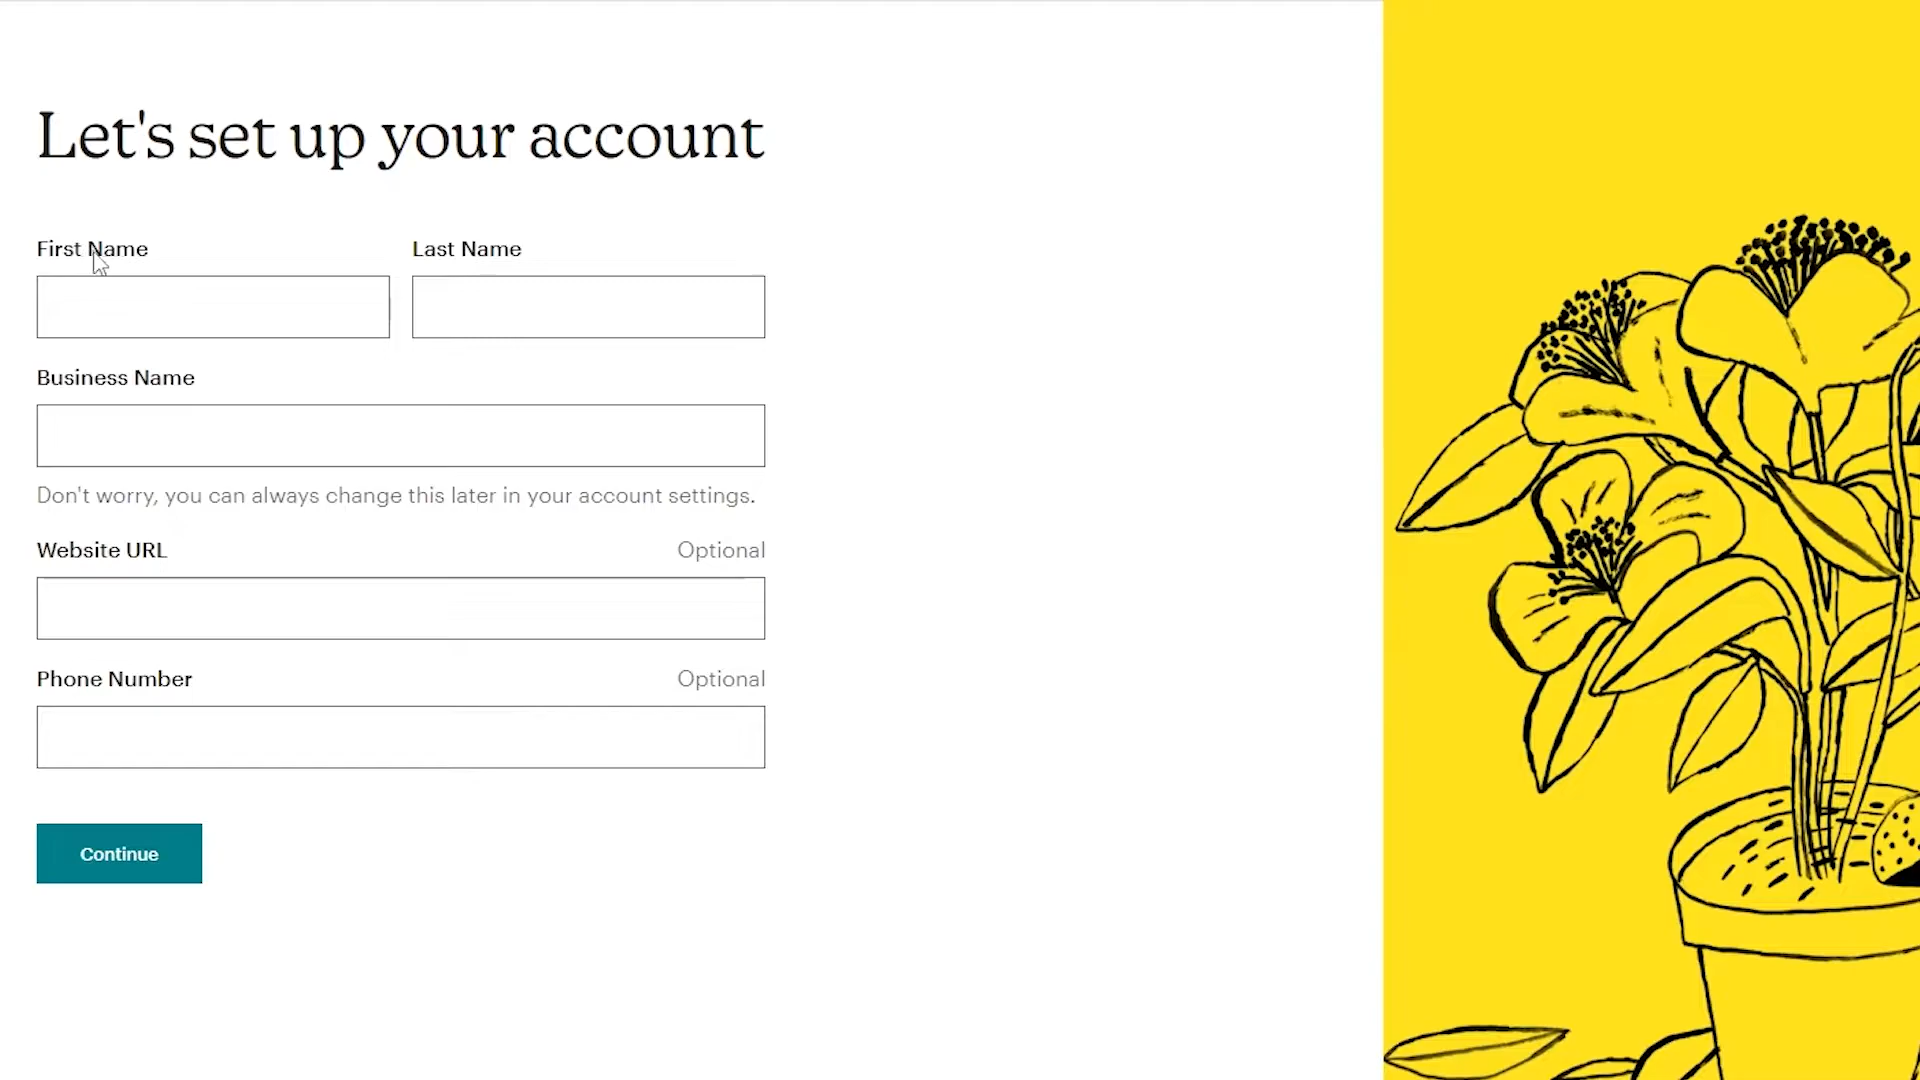 Let's set up your account
First Name
Last Name
Business Name
Don't worry, you can always change this later in your account settings.
Website URL
Optional
Phone Number
Optional
Continue